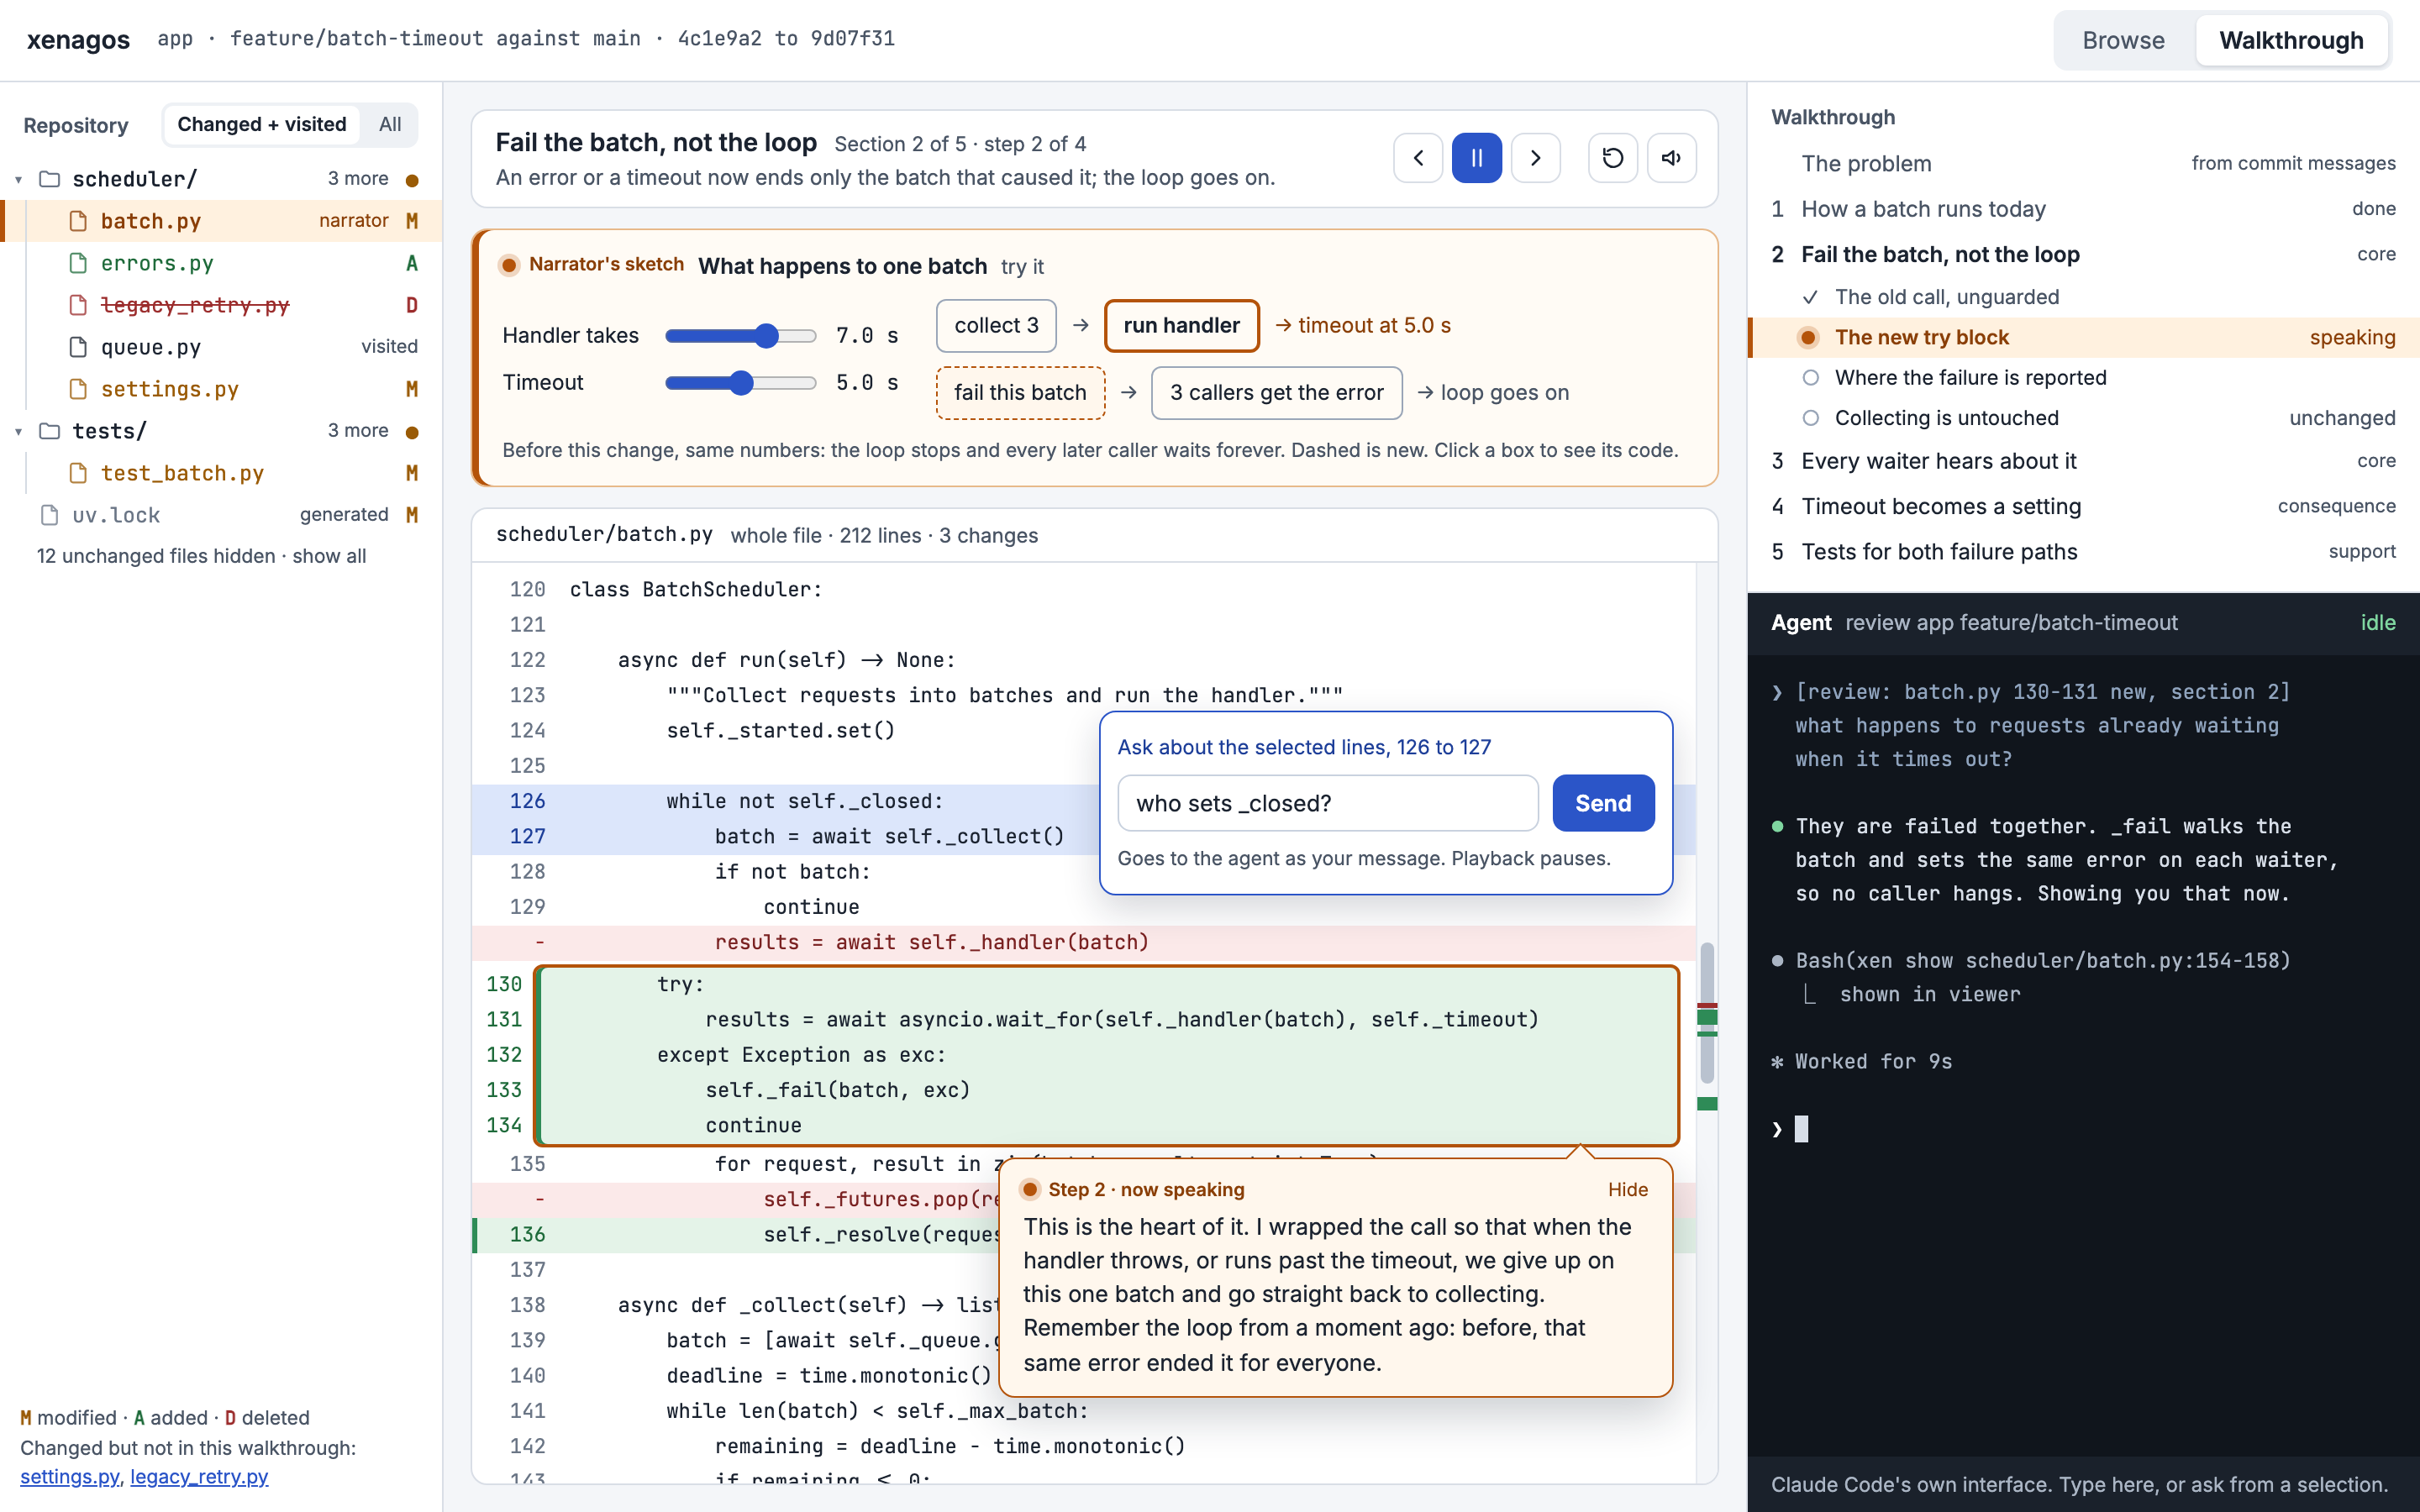 xenagos app · feature/batch-timeout against main · 4c1e9a2 to 9d07f31
Browse Walkthrough
Repository Changed + visited All
scheduler/ 3 more
batch.py narrator M
errors.py A
legacy_retry.py D
queue.py visited
settings.py M
tests/ 3 more
test_batch.py M
uv.lock generated M
12 unchanged files hidden · show all
M modified · A added · D deleted
Changed but not in this walkthrough:
settings.py, legacy_retry.py
Fail the batch, not the loop Section 2 of 5 · step 2 of 4
An error or a timeout now ends only the batch that caused it; the loop goes on.
Narrator's sketch What happens to one batch try it
Handler takes 7.0 s
Timeout 5.0 s
collect 3 → run handler → timeout at 5.0 s
fail this batch → 3 callers get the error → loop goes on
Before this change, same numbers: the loop stops and every later caller waits forever. Dashed is new. Click a box to see its code.
scheduler/batch.py whole file · 212 lines · 3 changes
120 class BatchScheduler:
121
122 async def run(self) -> None:
123 """Collect requests into batches and run the handler."""
124 self._started.set()
125
126 while not self._closed:
127 batch = await self._collect()
128 if not batch:
129 continue
- results = await self._handler(batch)
130 try:
131 results = await asyncio.wait_for(self._handler(batch), self._timeout)
132 except Exception as exc:
133 self._fail(batch, exc)
134 continue
135 for request, result in
- self._futures.pop(
136 self._resolve(
137
138 async def _collect(self) ->
139 batch = [await self._queue.
140 deadline = time.monotonic()
141 while len(batch) < self._max_batch:
142 remaining = deadline - time.monotonic()
143 if remaining <= 0:
Ask about the selected lines, 126 to 127
who sets _closed?
Send
Goes to the agent as your message. Playback pauses.
Step 2 · now speaking Hide
This is the heart of it. I wrapped the call so that when the
handler throws, or runs past the timeout, we give up on
this one batch and go straight back to collecting.
Remember the loop from a moment ago: before, that
same error ended it for everyone.
Walkthrough
The problem from commit messages
1 How a batch runs today done
2 Fail the batch, not the loop core
✓ The old call, unguarded
The new try block speaking
Where the failure is reported
Collecting is untouched unchanged
3 Every waiter hears about it core
4 Timeout becomes a setting consequence
5 Tests for both failure paths support
Agent review app feature/batch-timeout idle
❯ [review: batch.py 130-131 new, section 2]
what happens to requests already waiting
when it times out?
● They are failed together. _fail walks the
batch and sets the same error on each waiter,
so no caller hangs. Showing you that now.
● Bash(xen show scheduler/batch.py:154-158)
⎿ shown in viewer
✻ Worked for 9s
❯
Claude Code's own interface. Type here, or ask from a selection.